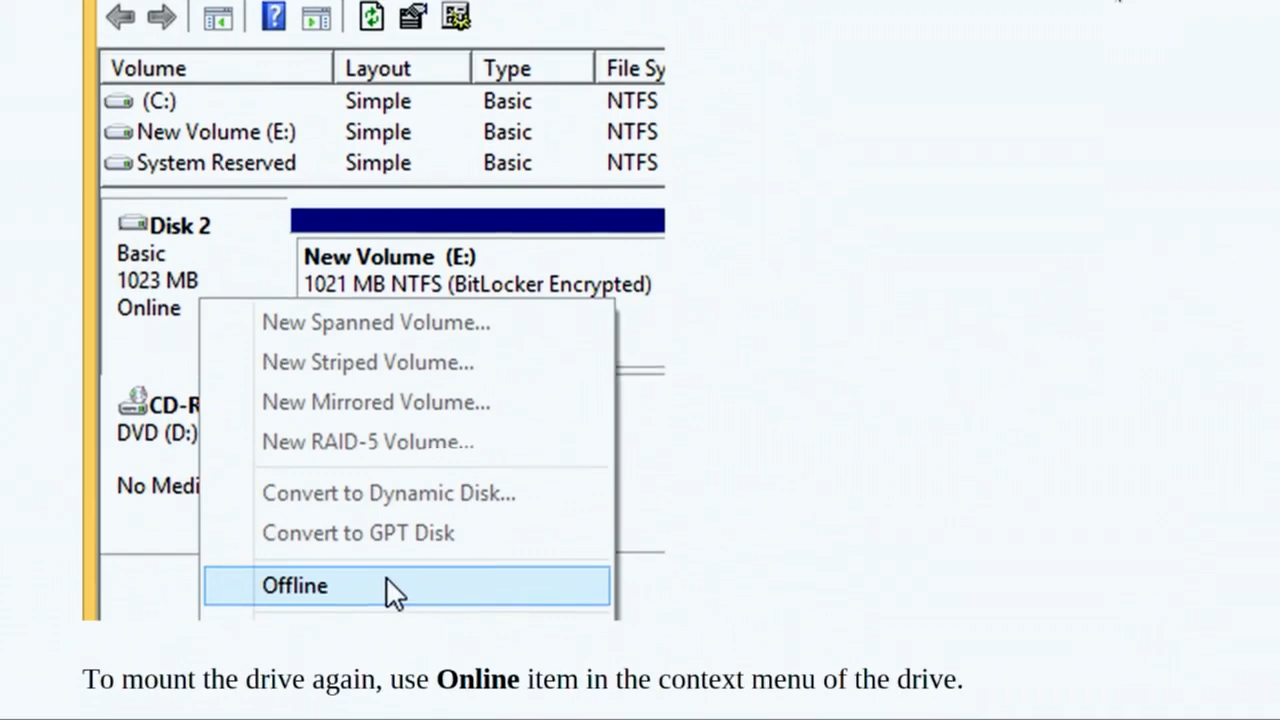 Volume Layout Type File Sy
(C:) Simple Basic NTFS
New Volume (E:) Simple Basic NTFS
System Reserved Simple Basic NTFS
Disk 2
Basic
1023 MB
Online
New Volume (E:)
1021 MB NTFS (BitLocker Encrypted)
CD-R
DVD (D:)
No Medi
New Spanned Volume...
New Striped Volume...
New Mirrored Volume...
New RAID-5 Volume...
Convert to Dynamic Disk...
Convert to GPT Disk
Offline
To mount the drive again, use Online item in the context menu of the drive.